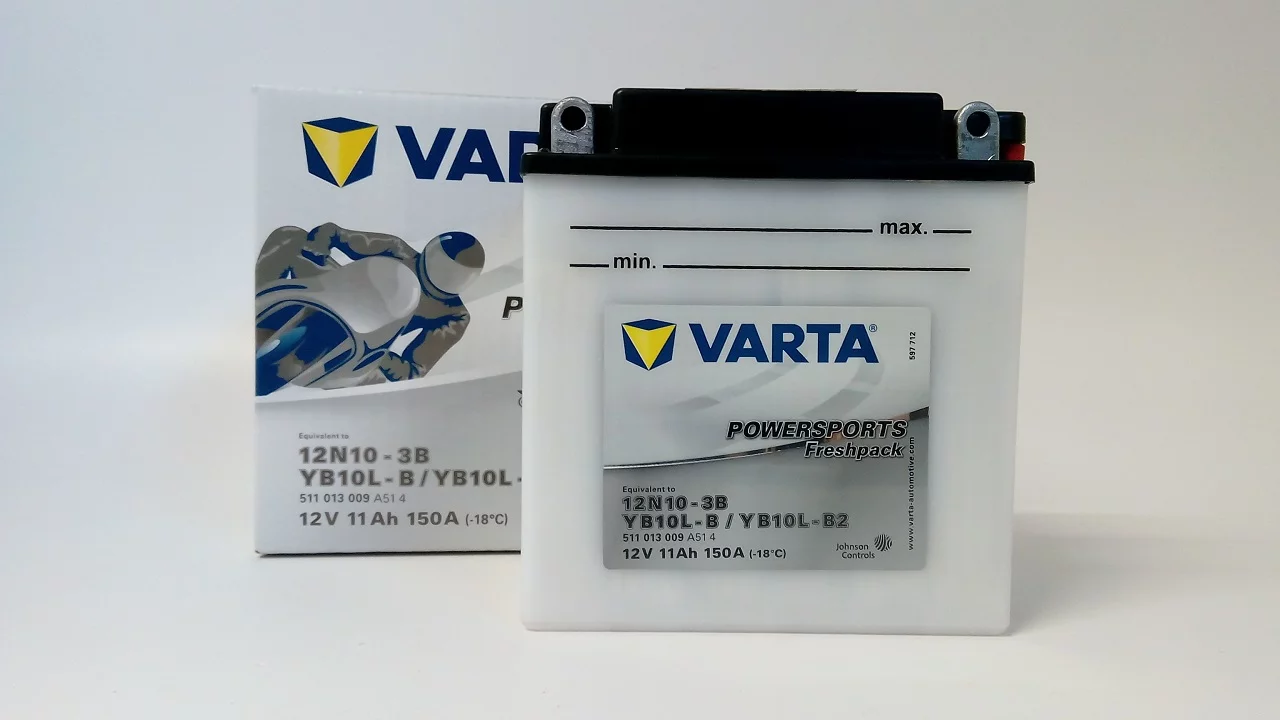 VAR
P
Equivalent to
12N10-3B
YB10L-B / YB10L-
511 013 009 A51 4
12V 11Ah 150A (-18°C)
max.
min.
VARTA®
597 712
POWERSPORTS
Freshpack
www.varta-automotive.com
Equivalent to
12N10-3B
YB10L-B / YB10L-B2
511 013 009 A51 4
12V 11Ah 150A (-18°C)
Johnson
Controls